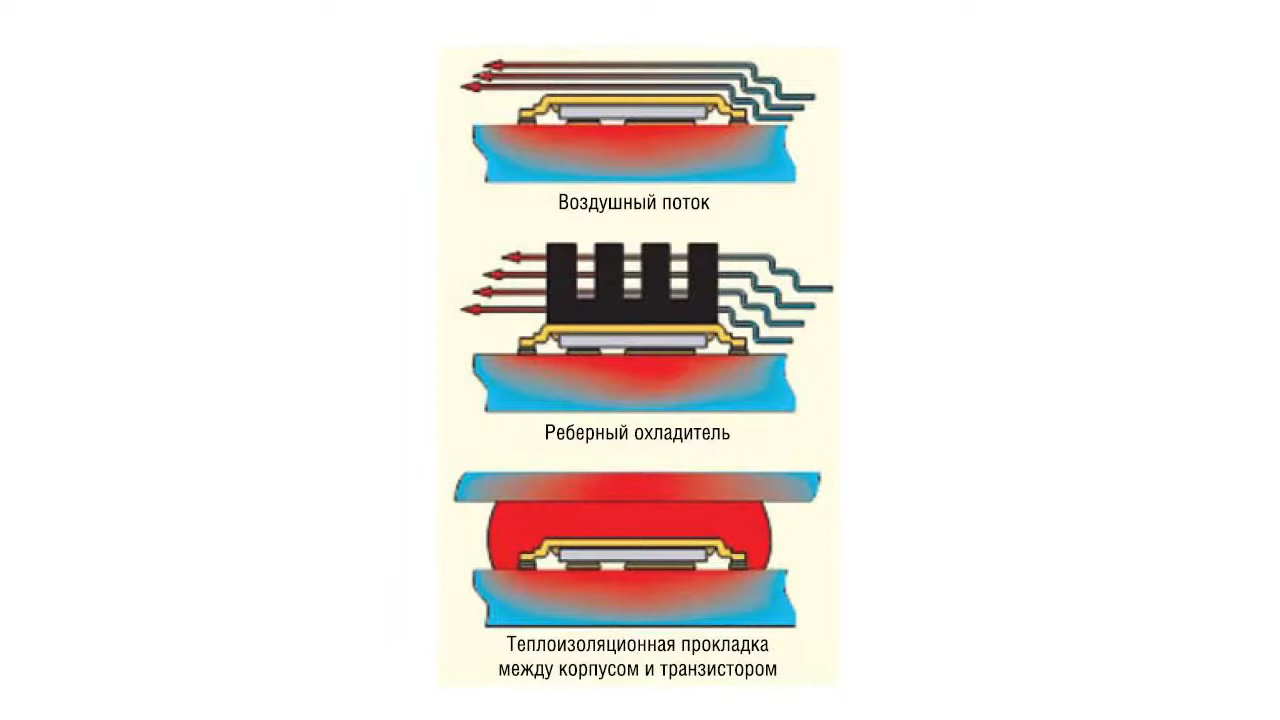 Воздушный поток
Реберный охладитель
Теплоизоляционная прокладка
между корпусом и транзистором